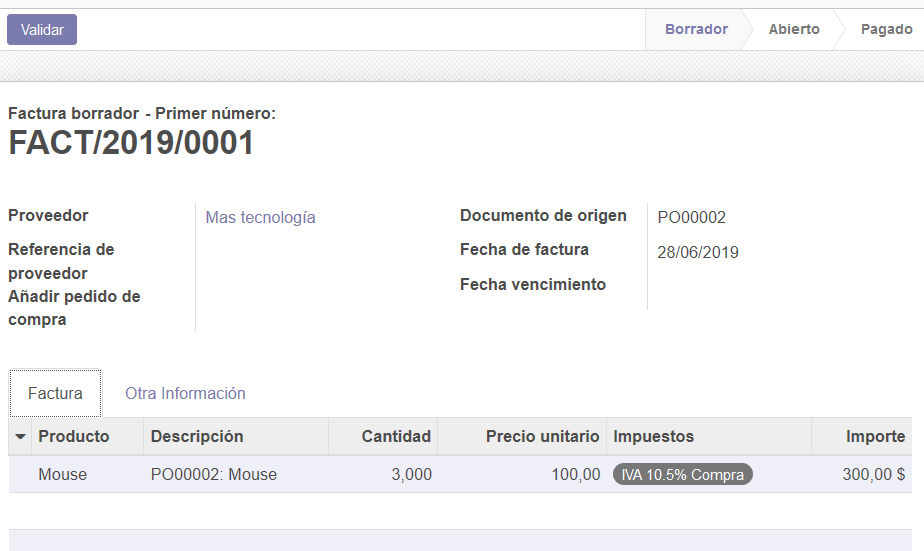 Validar
Borrador Abierto Pagado
Factura borrador - Primer número:
FACT/2019/0001
Proveedor Mas tecnología
Referencia de
proveedor
Añadir pedido de
compra
Documento de origen PO00002
Fecha de factura 28/06/2019
Fecha vencimiento
Factura Otra Información
Producto Descripción Cantidad Precio unitario Impuestos Importe
Mouse PO00002: Mouse 3,000 100,00 IVA 10.5% Compra 300,00 $